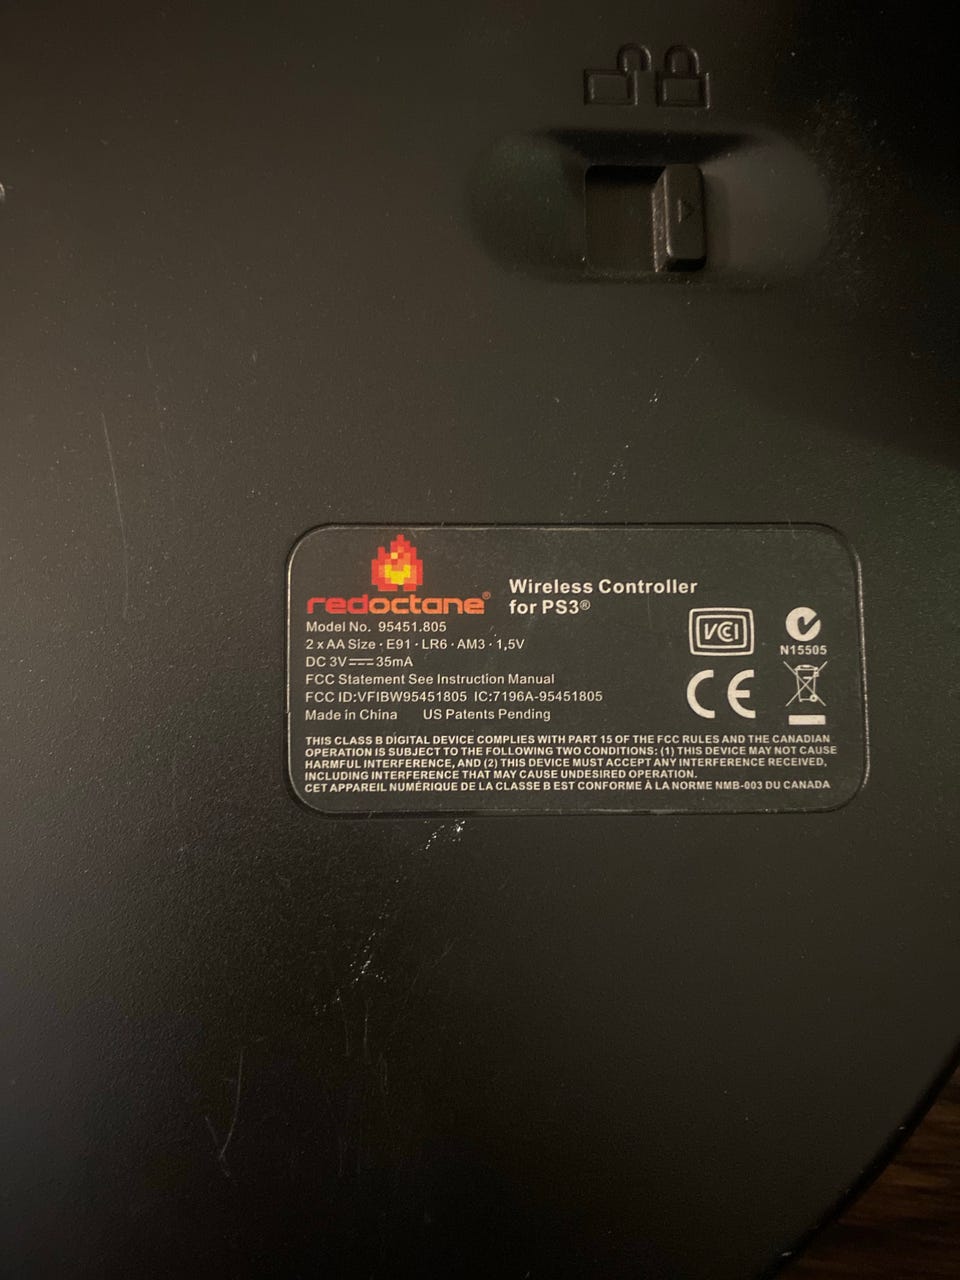 redoctane®
Wireless Controller
for PS3®
Model No. 95451.805
2 x AA Size · E91 · LR6 · AM3 · 1,5V
DC 3V⎓35mA
FCC Statement See Instruction Manual
FCC ID:VFIBW95451805 IC:7196A-95451805
Made in China US Patents Pending
VCI
N15505
CE
THIS CLASS B DIGITAL DEVICE COMPLIES WITH PART 15 OF THE FCC RULES AND THE CANADIAN
OPERATION IS SUBJECT TO THE FOLLOWING TWO CONDITIONS: (1) THIS DEVICE MAY NOT CAUSE
HARMFUL INTERFERENCE, AND (2) THIS DEVICE MUST ACCEPT ANY INTERFERENCE RECEIVED,
INCLUDING INTERFERENCE THAT MAY CAUSE UNDESIRED OPERATION.
CET APPAREIL NUMÉRIQUE DE LA CLASSE B EST CONFORME À LA NORME NMB-003 DU CANADA